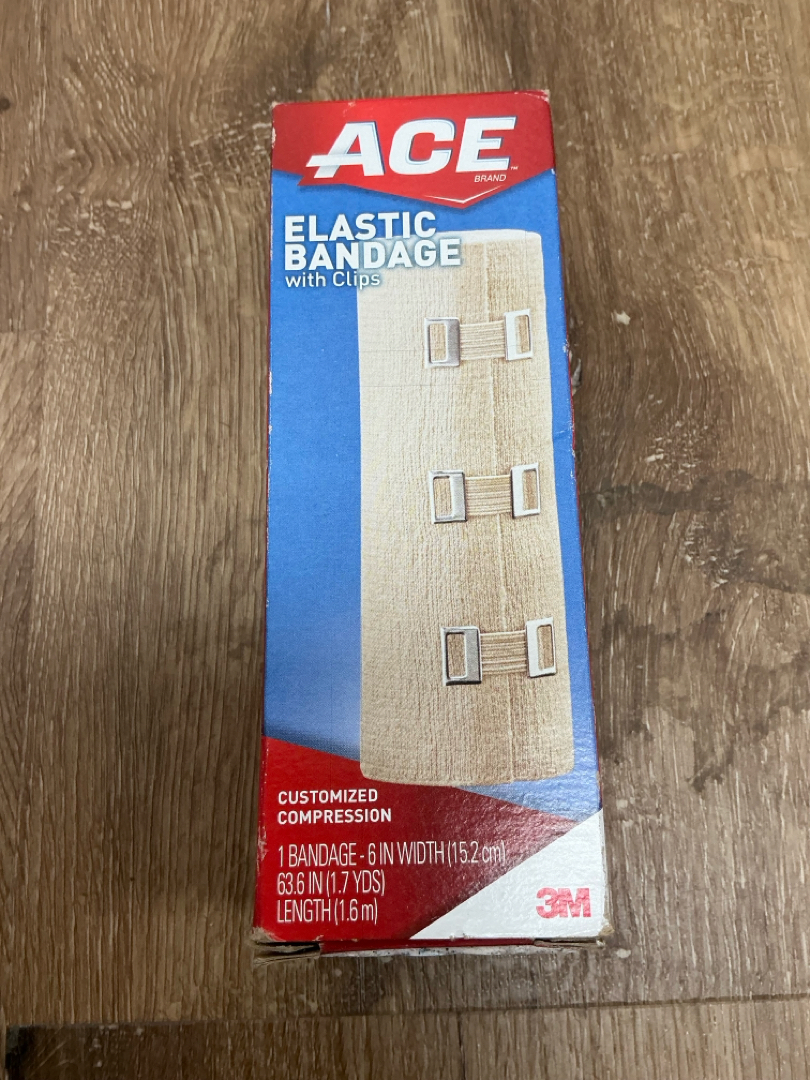 ACE™
BRAND
ELASTIC
BANDAGE
with Clips
CUSTOMIZED
COMPRESSION
1 BANDAGE - 6 IN WIDTH (15.2 cm)
63.6 IN (1.7 YDS)
LENGTH (1.6 m)
3M